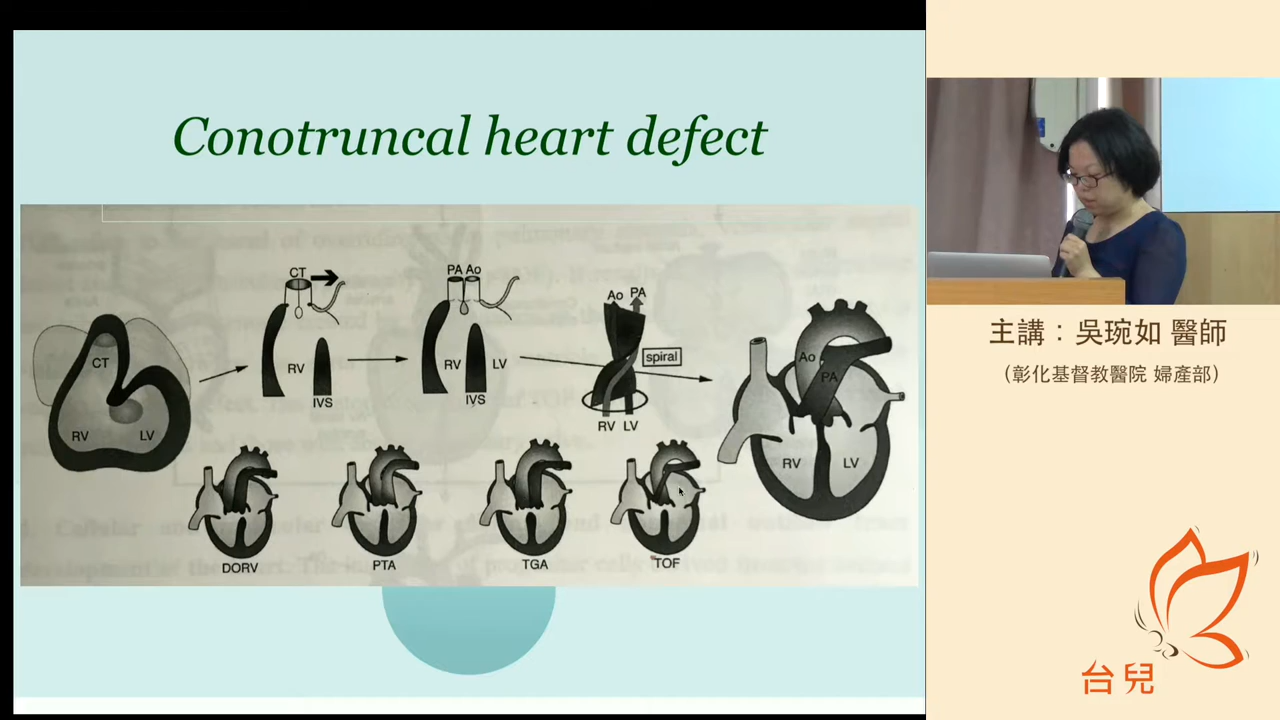 Conotruncal heart defect
CT
PA Ao
Ao PA
CT
RV
IVS
RV
LV
IVS
spiral
Ao
PA
RV
LV
RV LV
RV
LV
DORV
PTA
TGA
TOF
主講：吳琬如 醫師
（彰化基督教醫院 婦產部）
台兒